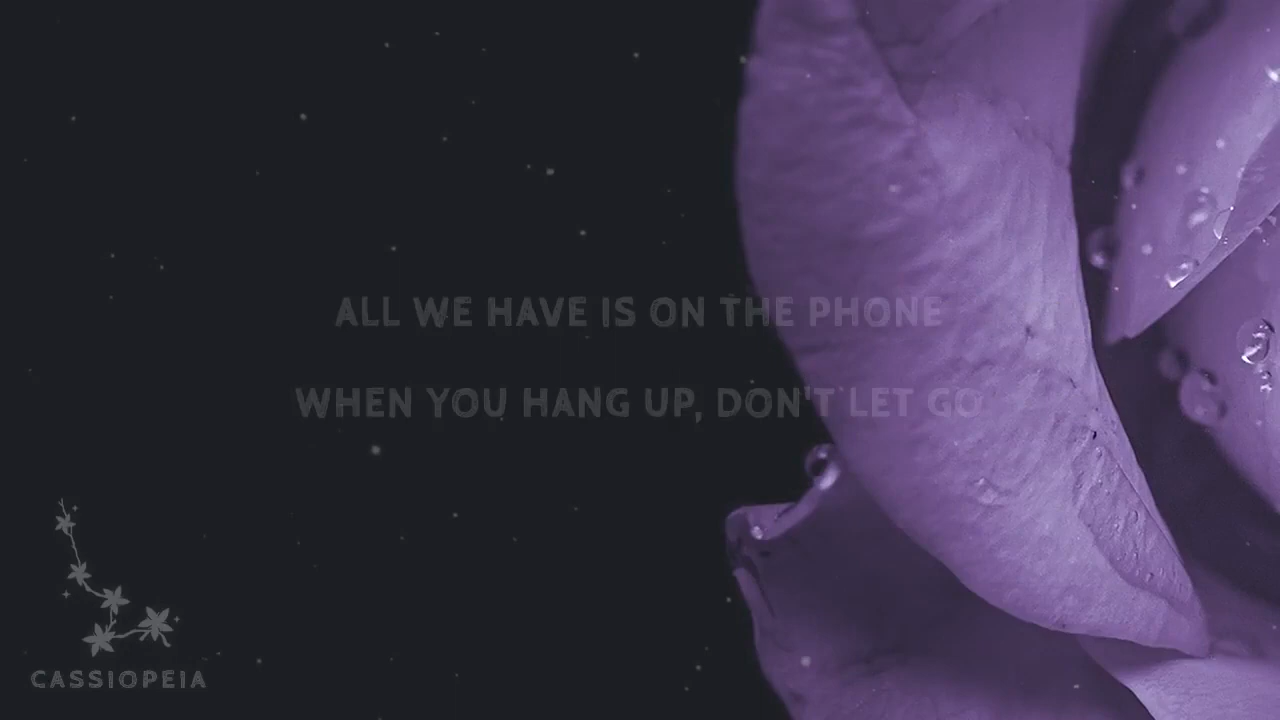 ALL WE HAVE IS ON THE PHONE
WHEN YOU HANG UP, DON'T LET GO
CASSIOPEIA